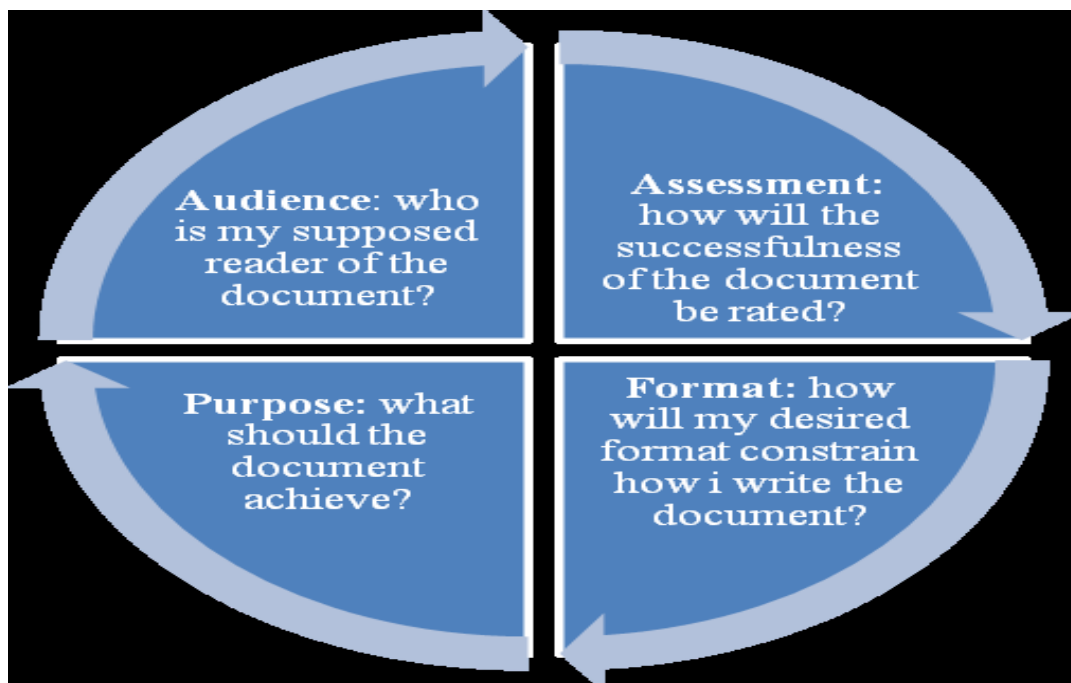 Audience: who
is my supposed
reader of the
document?
Assessment:
how will the
successfulness
of the document
be rated?
Purpose: what
should the
document
achieve?
Format: how
will my desired
format constrain
how i write the
document?